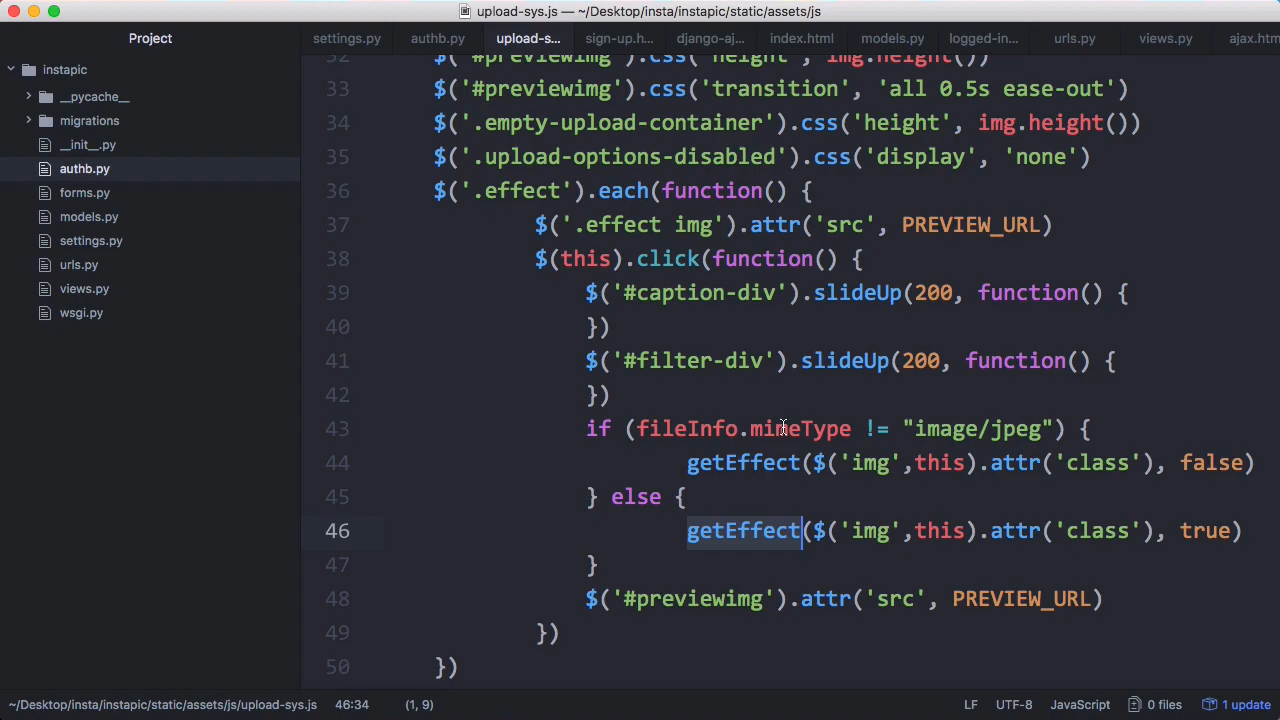 upload-sys.js — ~/Desktop/insta/instapic/static/assets/js
Project
settings.py authb.py upload-s... sign-up.h... django-aj... index.html models.py logged-in... urls.py views.py ajax.htm
instapic
__pycache__
migrations
__init__.py
authb.py
forms.py
models.py
settings.py
urls.py
views.py
wsgi.py
32 $('#previewimg').css('height', img.height())
33 $('#previewimg').css('transition', 'all 0.5s ease-out')
34 $('.empty-upload-container').css('height', img.height())
35 $('.upload-options-disabled').css('display', 'none')
36 $('.effect').each(function() {
37 $('.effect img').attr('src', PREVIEW_URL)
38 $(this).click(function() {
39 $('#caption-div').slideUp(200, function() {
40 })
41 $('#filter-div').slideUp(200, function() {
42 })
43 if (fileInfo.mimeType != "image/jpeg") {
44 getEffect($('img',this).attr('class'), false)
45 } else {
46 getEffect($('img',this).attr('class'), true)
47 }
48 $('#previewimg').attr('src', PREVIEW_URL)
49 })
50 })
~/Desktop/insta/instapic/static/assets/js/upload-sys.js 46:34 (1, 9) LF UTF-8 JavaScript 0 files 1 update